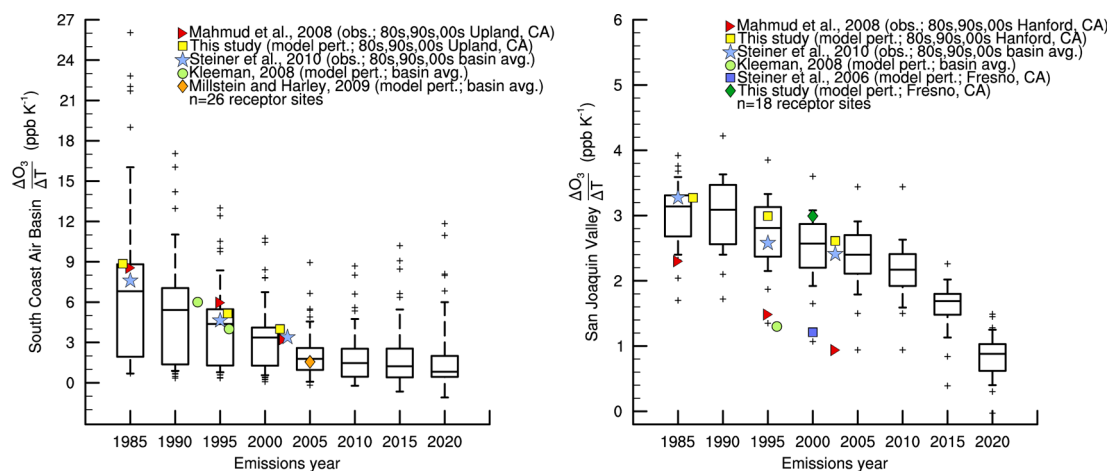 27
24
21
18
15
12
9
6
3
0
South Coast Air Basin ΔO3/ΔT (ppb K⁻¹)
Mahmud et al., 2008 (obs.; 80s,90s,00s Upland, CA)
This study (model pert.; 80s,90s,00s Upland, CA)
Steiner et al., 2010 (obs.; 80s,90s,00s basin avg.)
Kleeman, 2008 (model pert.; basin avg.)
Millstein and Harley, 2009 (model pert.; basin avg.)
n=26 receptor sites
1985 1990 1995 2000 2005 2010 2015 2020
Emissions year
6
5
4
3
2
1
0
San Joaquin Valley ΔO3/ΔT (ppb K⁻¹)
Mahmud et al., 2008 (obs.; 80s,90s,00s Hanford, CA)
This study (model pert.; 80s,90s,00s Hanford, CA)
Steiner et al., 2010 (obs.; 80s,90s,00s basin avg.)
Kleeman, 2008 (model pert.; basin avg.)
Steiner et al., 2006 (model pert.; Fresno, CA)
This study (model pert.; Fresno, CA)
n=18 receptor sites
1985 1990 1995 2000 2005 2010 2015 2020
Emissions year